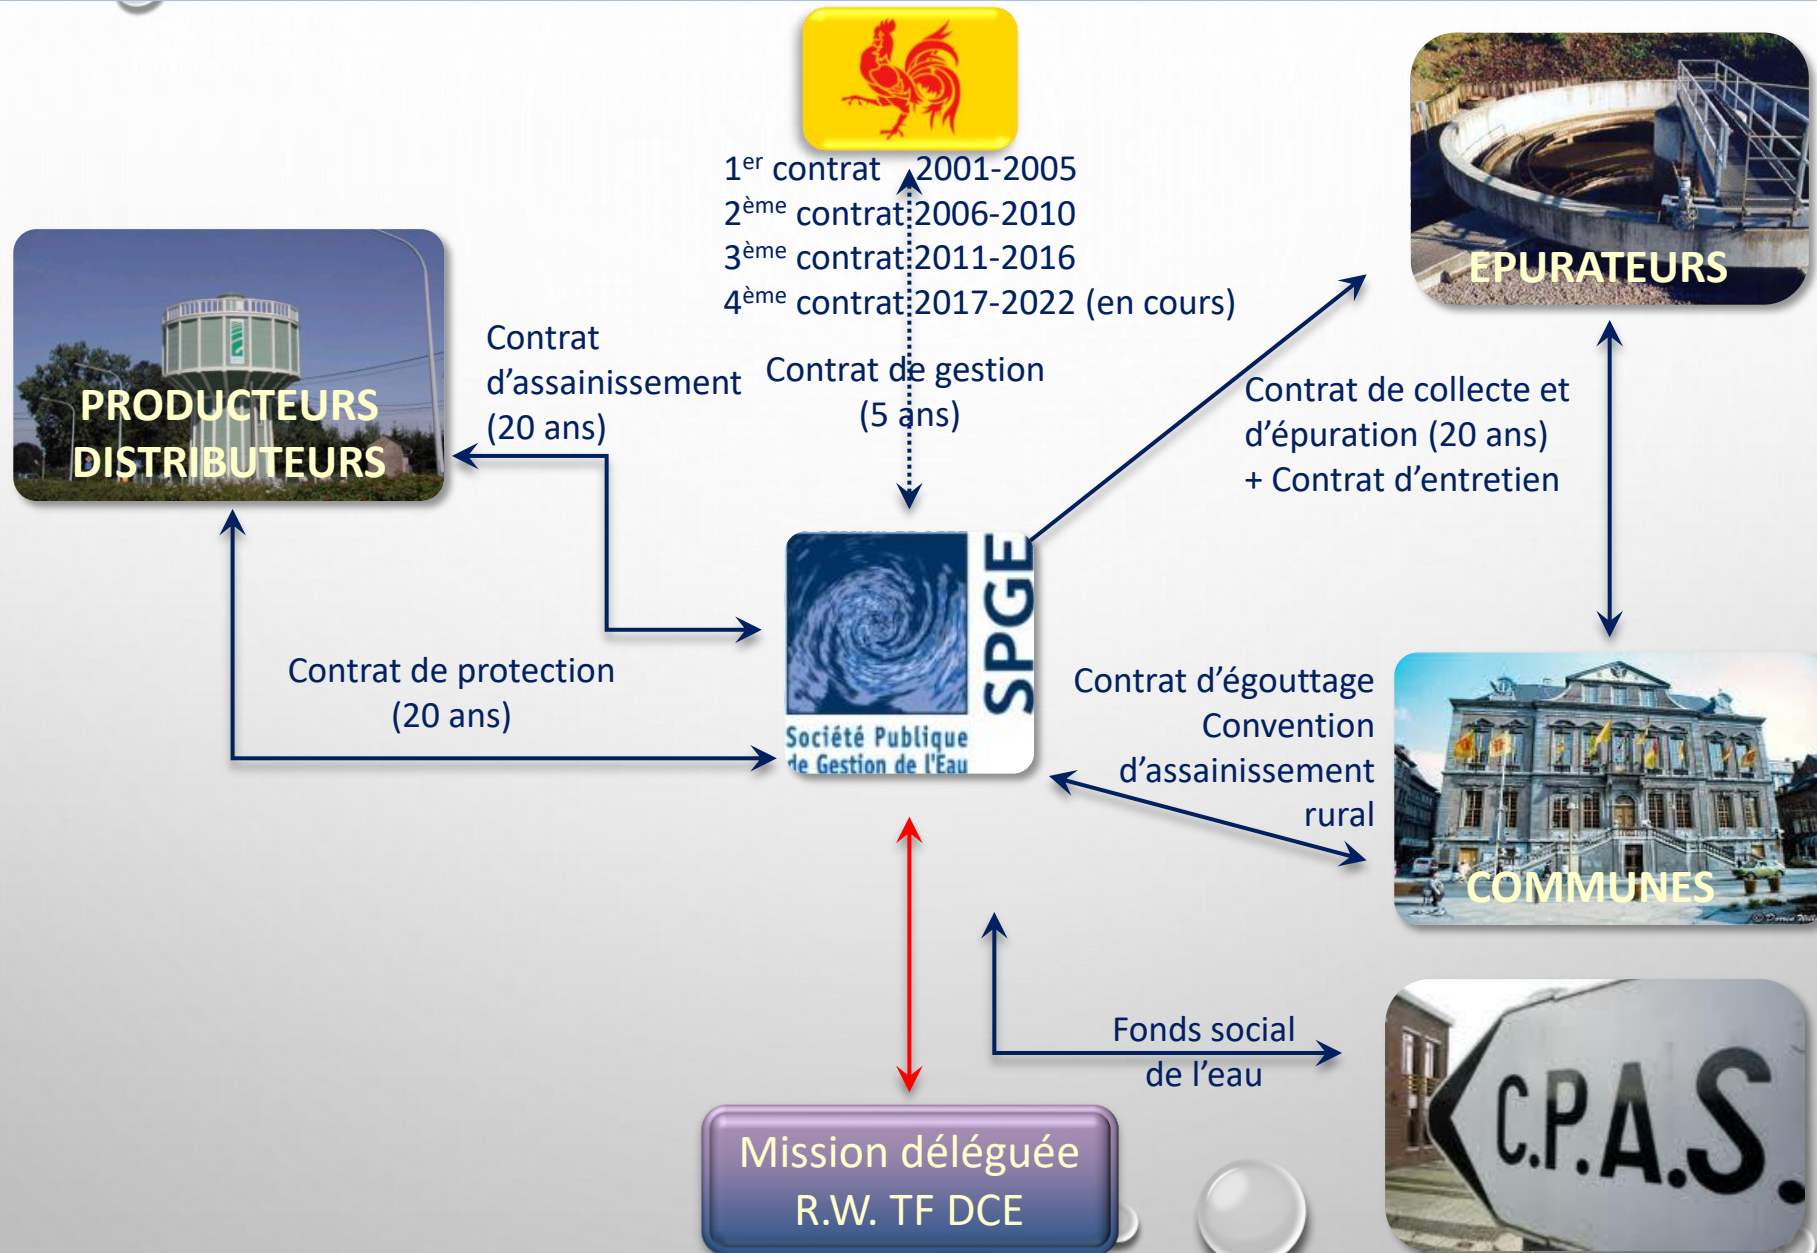 1er contrat 2001-2005
2ème contrat 2006-2010
3ème contrat 2011-2016
4ème contrat 2017-2022 (en cours)
EPURATEURS
PRODUCTEURS
DISTRIBUTEURS
Contrat
d’assainissement
(20 ans)
Contrat de gestion
(5 ans)
Contrat de collecte et
d’épuration (20 ans)
+ Contrat d’entretien
SPGE
Société Publique
de Gestion de l'Eau
Contrat de protection
(20 ans)
Contrat d’égouttage
Convention
d’assainissement
rural
COMMUNES
Fonds social
de l’eau
C.P.A.S.
Mission déléguée
R.W. TF DCE